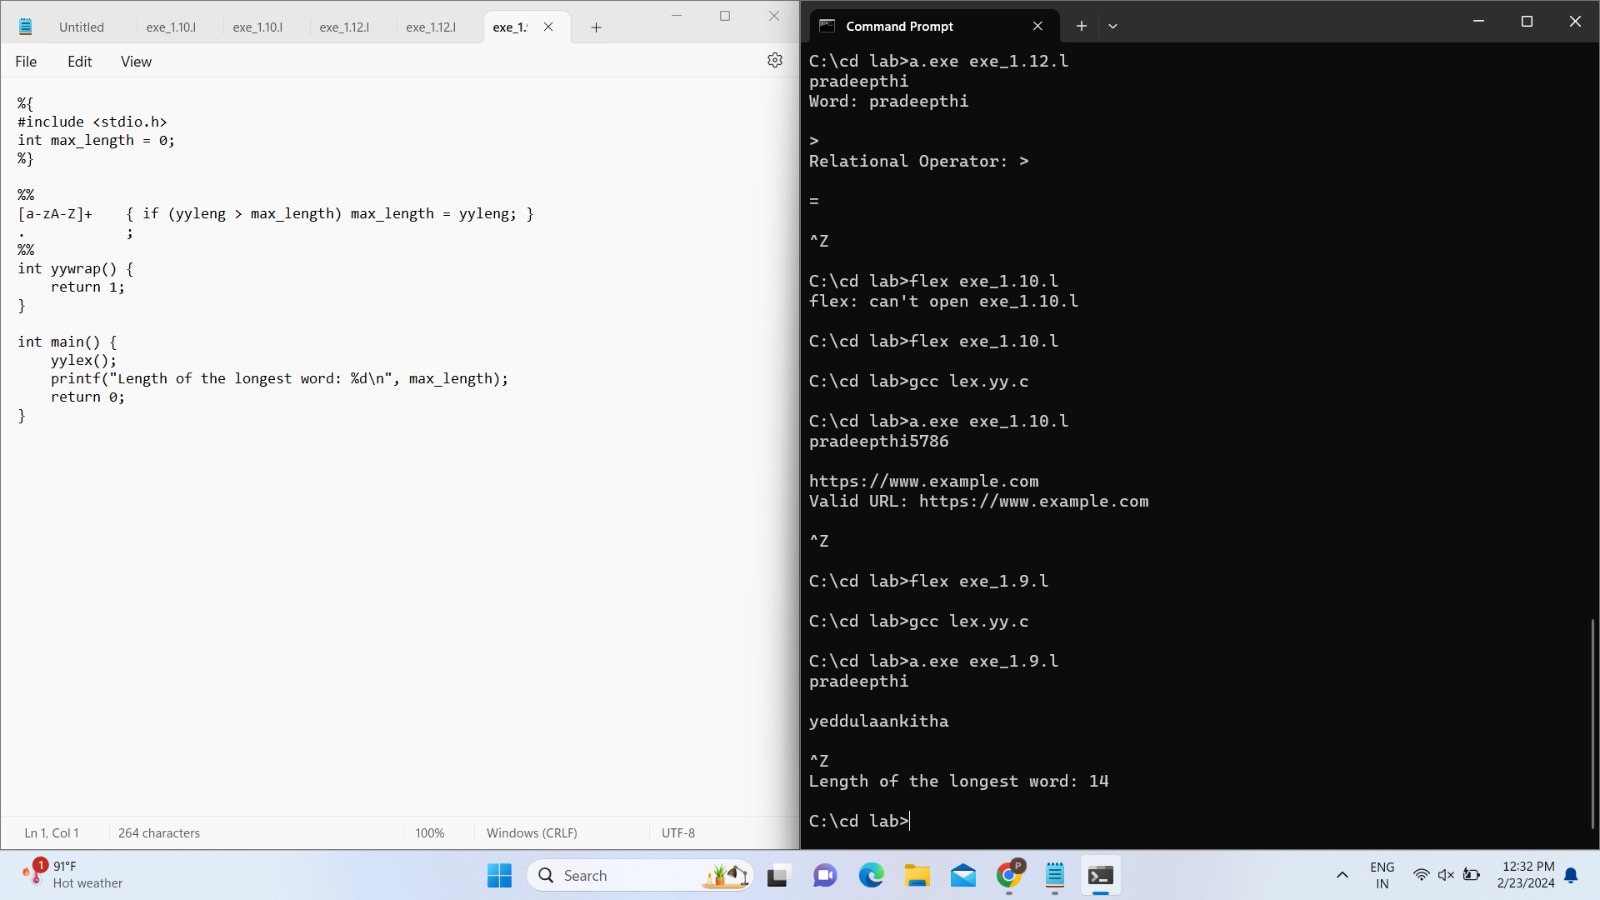 Untitled
exe_1.10.l
exe_1.10.l
exe_1.12.l
exe_1.12.l
exe_1.
File Edit View
%{
#include <stdio.h>
int max_length = 0;
%}
%%
[a-zA-Z]+ { if (yyleng > max_length) max_length = yyleng; }
. ;
%%
int yywrap() {
return 1;
}
int main() {
yylex();
printf("Length of the longest word: %d\n", max_length);
return 0;
}
Ln 1, Col 1 264 characters 100% Windows (CRLF) UTF-8
Command Prompt
C:\cd lab>a.exe exe_1.12.l
pradeepthi
Word: pradeepthi
>
Relational Operator: >
=
^Z
C:\cd lab>flex exe_1.10.l
flex: can't open exe_1.10.l
C:\cd lab>flex exe_1.10.l
C:\cd lab>gcc lex.yy.c
C:\cd lab>a.exe exe_1.10.l
pradeepthi5786
https://www.example.com
Valid URL: https://www.example.com
^Z
C:\cd lab>flex exe_1.9.l
C:\cd lab>gcc lex.yy.c
C:\cd lab>a.exe exe_1.9.l
pradeepthi
yeddulaankitha
^Z
Length of the longest word: 14
C:\cd lab>
1
91°F
Hot weather
Search
P
ENG
IN
12:32 PM
2/23/2024